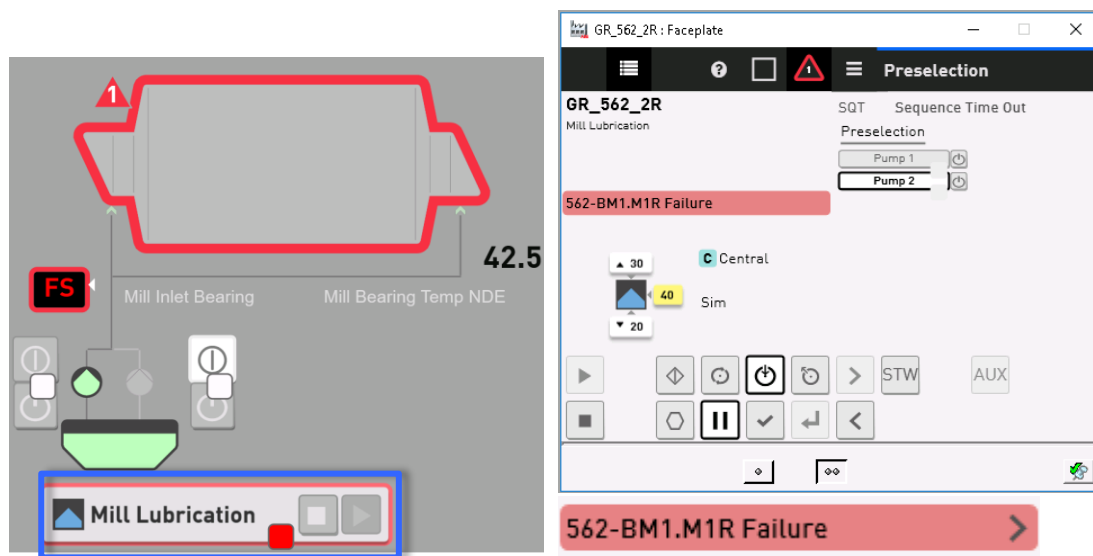 1
42.5
FS
Mill Inlet Bearing
Mill Bearing Temp NDE
Mill Lubrication
GR_562_2R : Faceplate
1
Preselection
GR_562_2R
Mill Lubrication
SQT Sequence Time Out
Preselection
Pump 1
Pump 2
562-BM1.M1R Failure
▲ 30
C Central
40
Sim
▼ 20
STW
AUX
562-BM1.M1R Failure